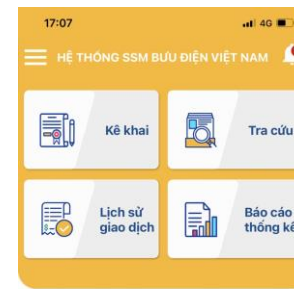 17:07
4G
HỆ THỐNG SSM BƯU ĐIỆN VIỆT NAM
Kê khai
Tra cứu
Lịch sử
giao dịch
Báo cáo
thống kê